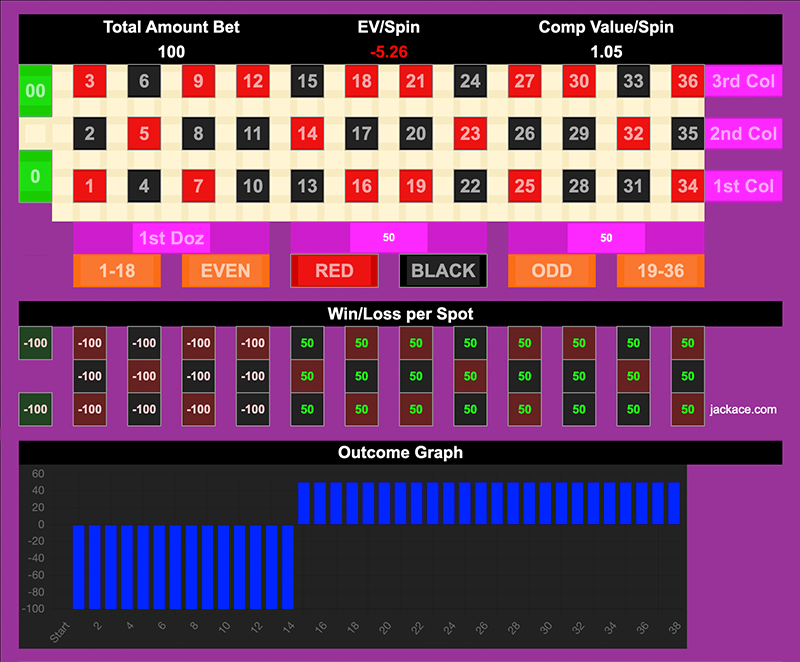 Total Amount Bet EV/Spin Comp Value/Spin
100 -5.26 1.05
00 3 6 9 12 15 18 21 24 27 30 33 36 3rd Col
2 5 8 11 14 17 20 23 26 29 32 35 2nd Col
0 1 4 7 10 13 16 19 22 25 28 31 34 1st Col
1st Doz 50 50
1-18 EVEN RED BLACK ODD 19-36
Win/Loss per Spot
-100 -100 -100 -100 -100 50 50 50 50 50 50 50 50
-100 -100 -100 -100 50 50 50 50 50 50 50 50
-100 -100 -100 -100 -100 50 50 50 50 50 50 50 50 jackace.com
Outcome Graph
60
40
20
0
-20
-40
-60
-80
-100
Start 2 4 6 8 10 12 14 16 18 20 22 24 26 28 30 32 34 36 38